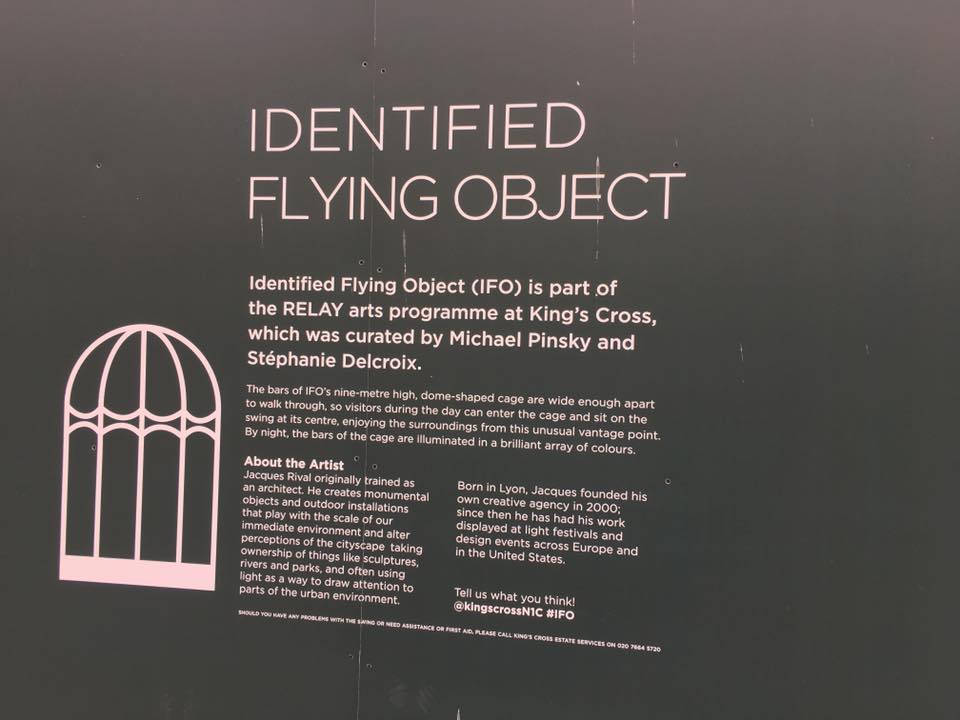 IDENTIFIED
FLYING OBJECT
Identified Flying Object (IFO) is part of
the RELAY arts programme at King's Cross,
which was curated by Michael Pinsky and
Stéphanie Delcroix.
The bars of IFO's nine-metre high, dome-shaped cage are wide enough apart
to walk through, so visitors during the day can enter the cage and sit on the
swing at its centre, enjoying the surroundings from this unusual vantage point.
By night, the bars of the cage are illuminated in a brilliant array of colours.
About the Artist
Jacques Rival originally trained as
an architect. He creates monumental
objects and outdoor installations
that play with the scale of our
immediate environment and alter
perceptions of the cityscape taking
ownership of things like sculptures,
rivers and parks, and often using
light as a way to draw attention to
parts of the urban environment.
Born in Lyon, Jacques founded his
own creative agency in 2000;
since then he has had his work
displayed at light festivals and
design events across Europe and
in the United States.
Tell us what you think!
@kingscrossN1C #IFO
SHOULD YOU HAVE ANY PROBLEMS WITH THE SWING OR NEED ASSISTANCE OR FIRST AID, PLEASE CALL KING'S CROSS ESTATE SERVICES ON 020 7664 5720